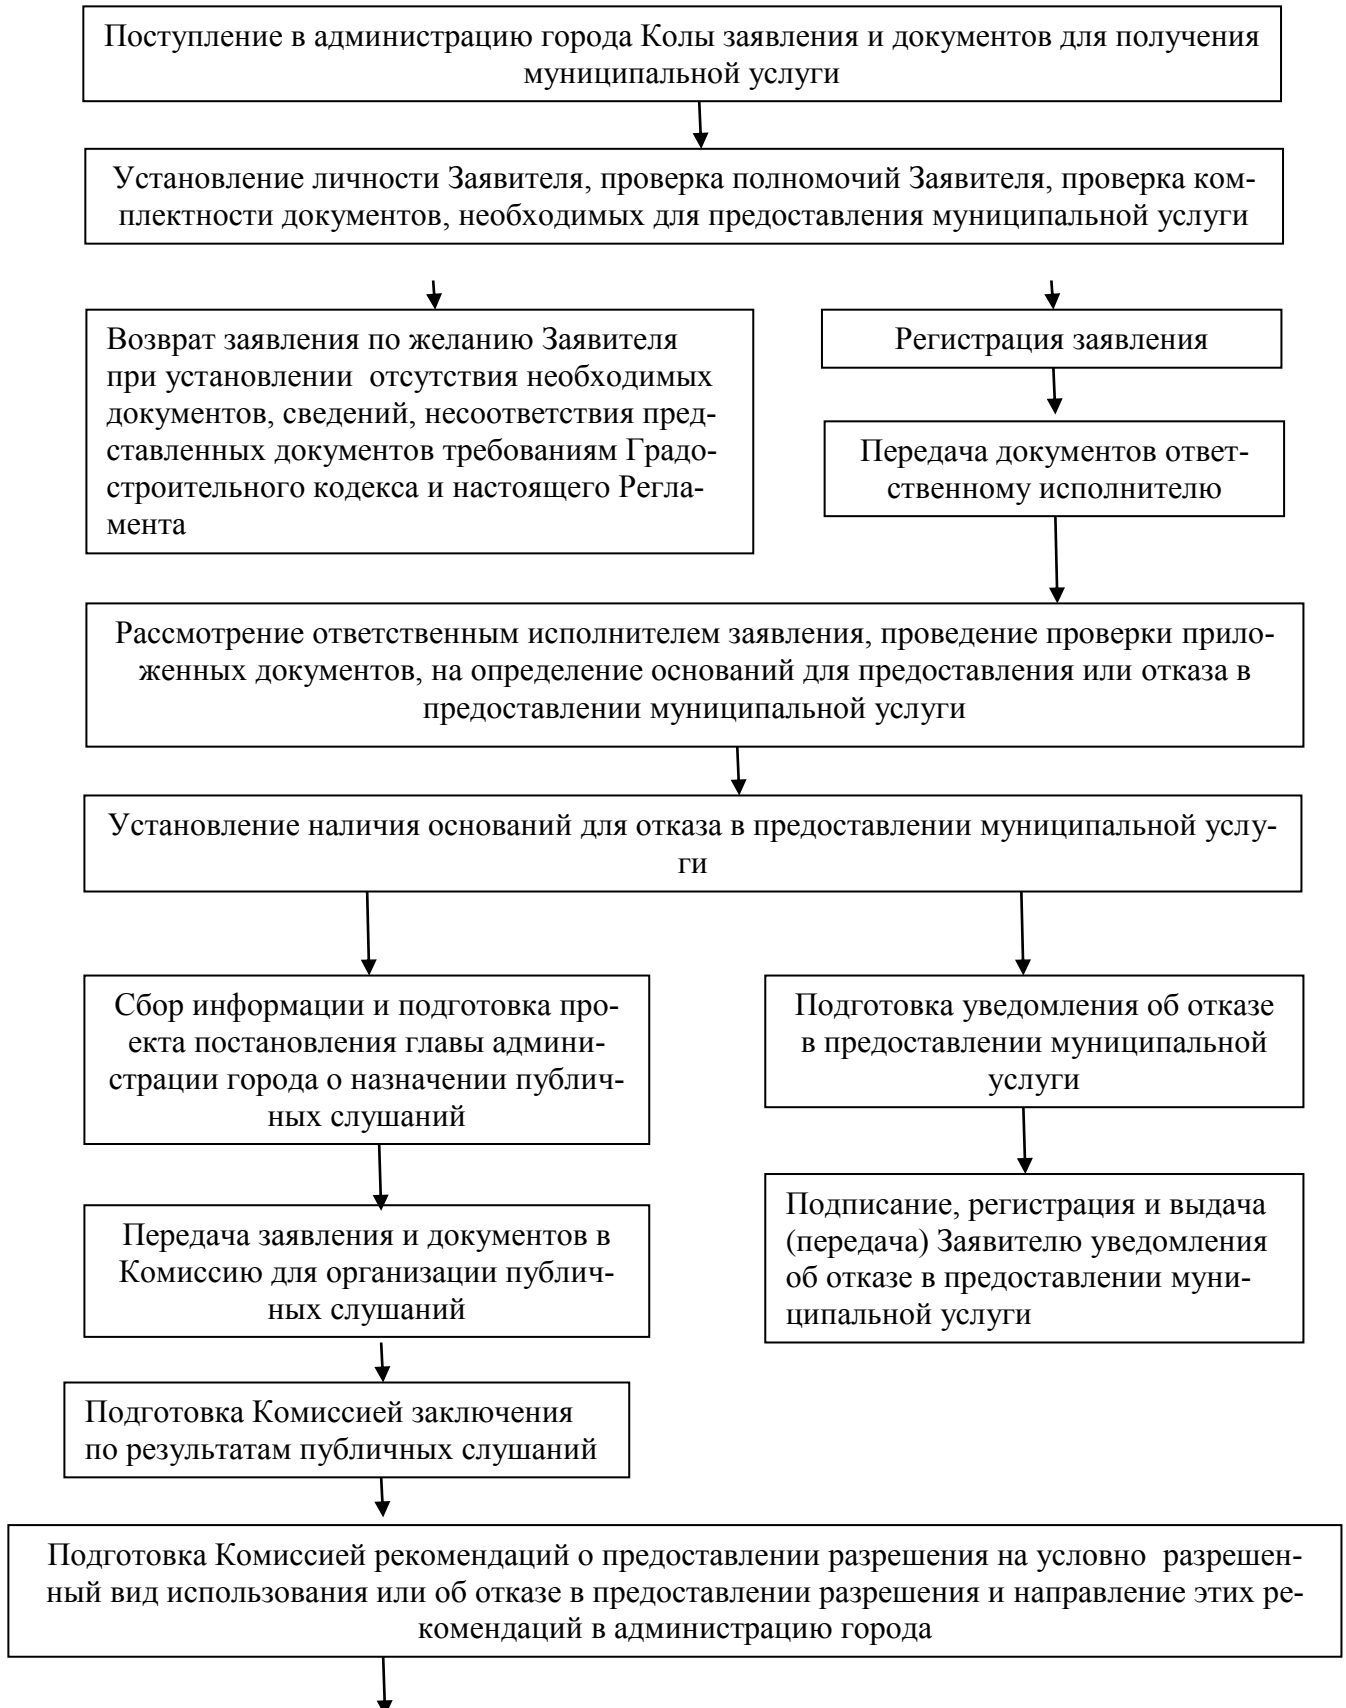 Поступление в администрацию города Колы заявления и документов для получения
муниципальной услуги
Установление личности Заявителя, проверка полномочий Заявителя, проверка ком-
плектности документов, необходимых для предоставления муниципальной услуги
Возврат заявления по желанию Заявителя
при установлении  отсутствия необходимых
документов, сведений, несоответствия пред-
ставленных документов требованиям Градо-
строительного кодекса и настоящего Регла-
мента
Регистрация заявления
Передача документов ответ-
ственному исполнителю
Рассмотрение ответственным исполнителем заявления, проведение проверки прило-
женных документов, на определение оснований для предоставления или отказа в
предоставлении муниципальной услуги
Установление наличия оснований для отказа в предоставлении муниципальной услу-
ги
Сбор информации и подготовка про-
екта постановления главы админи-
страции города о назначении публич-
ных слушаний
Подготовка уведомления об отказе
в предоставлении муниципальной
услуги
Передача заявления и документов в
Комиссию для организации публич-
ных слушаний
Подписание, регистрация и выдача
(передача) Заявителю уведомления
об отказе в предоставлении муни-
ципальной услуги
Подготовка Комиссией заключения
по результатам публичных слушаний
Подготовка Комиссией рекомендаций о предоставлении разрешения на условно  разрешен-
ный вид использования или об отказе в предоставлении разрешения и направление этих ре-
комендаций в администрацию города